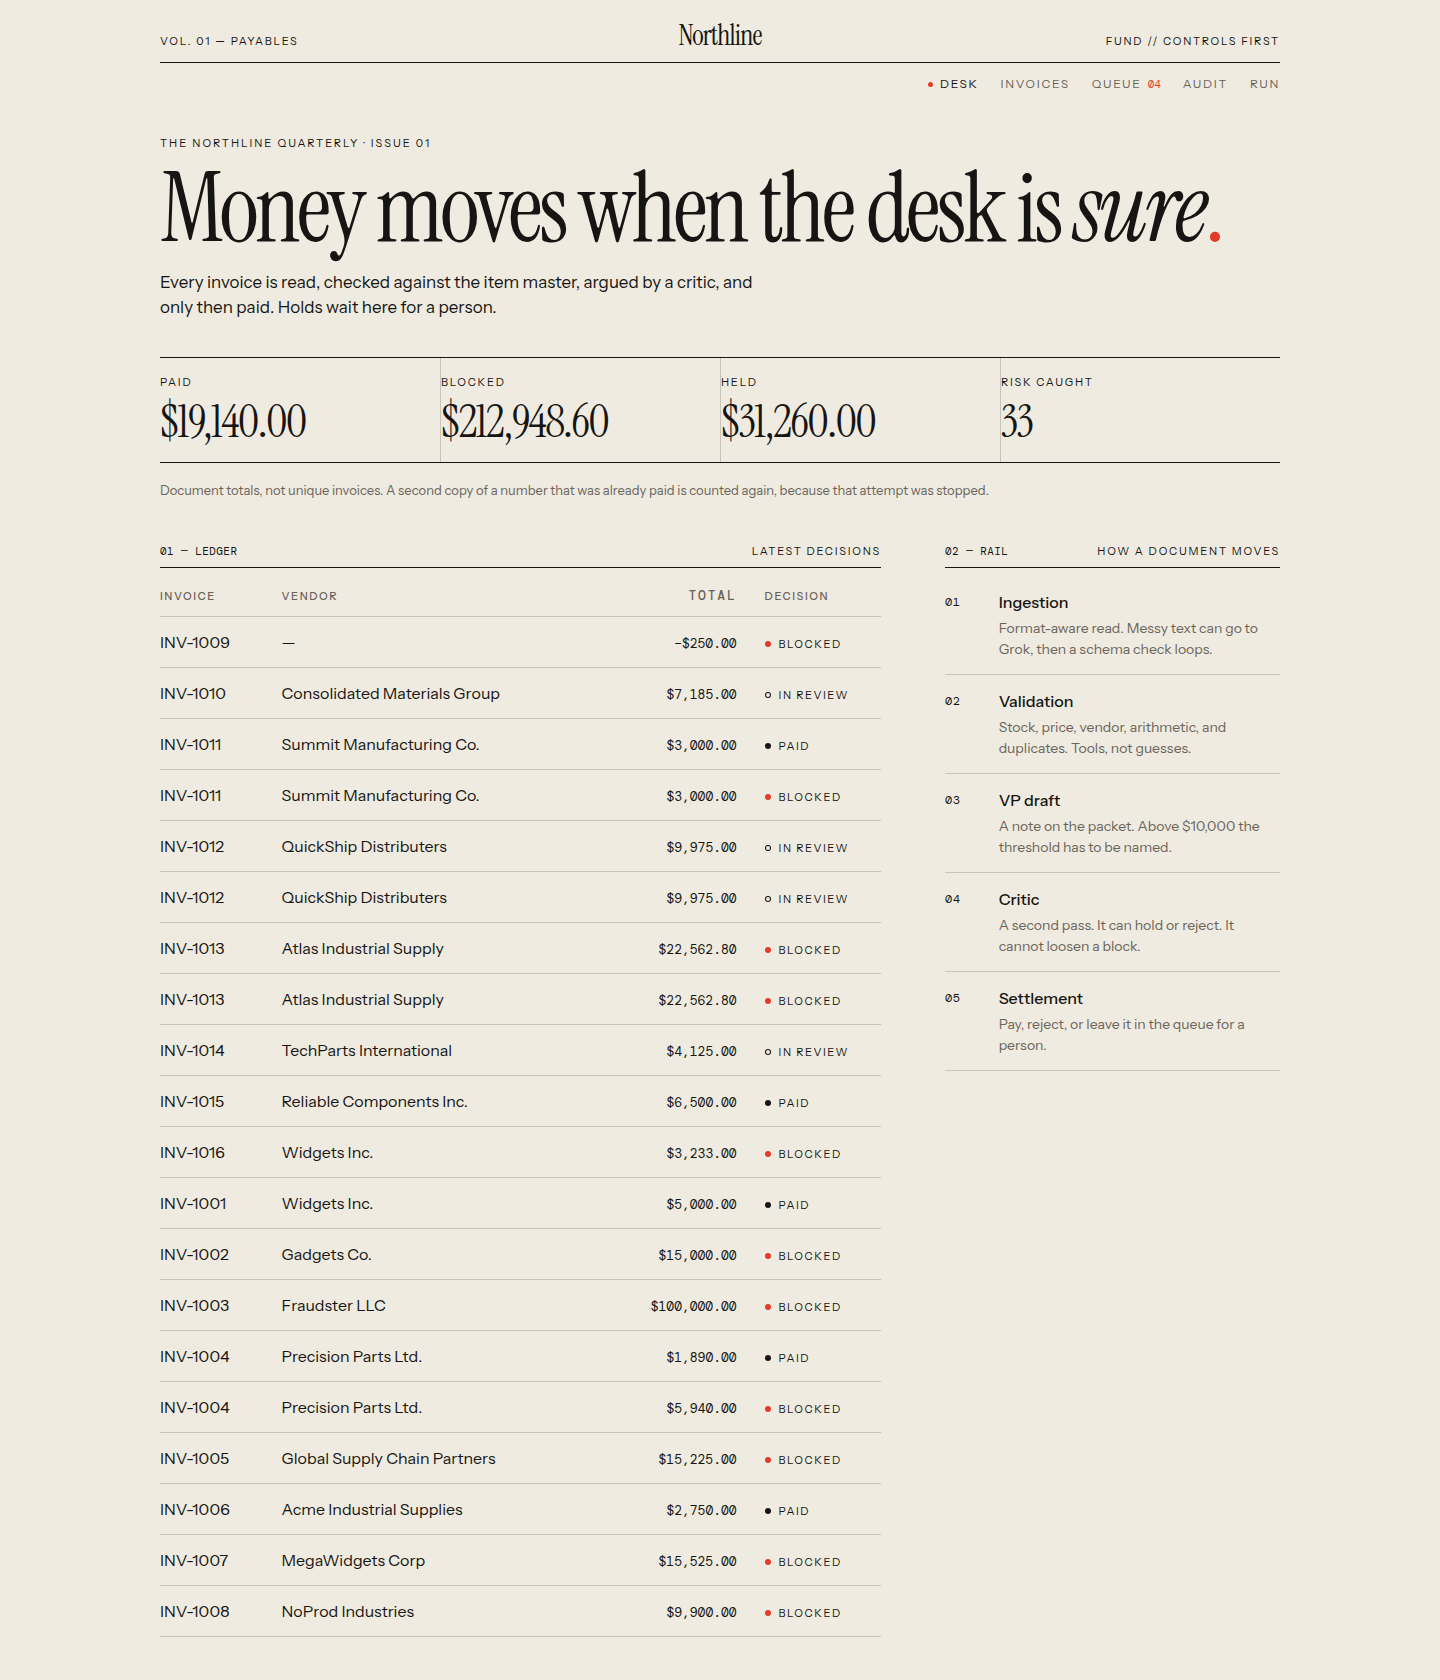 VOL. 01 — PAYABLES
Northline
FUND // CONTROLS FIRST
DESK INVOICES QUEUE 04 AUDIT RUN
THE NORTHLINE QUARTERLY · ISSUE 01
Money moves when the desk is sure.
Every invoice is read, checked against the item master, argued by a critic, and
only then paid. Holds wait here for a person.
PAID BLOCKED HELD RISK CAUGHT
$19,140.00 $212,948.60 $31,260.00 33
Document totals, not unique invoices. A second copy of a number that was already paid is counted again, because that attempt was stopped.
01 — LEDGER LATEST DECISIONS
INVOICE VENDOR TOTAL DECISION
INV-1009 — -$250.00 BLOCKED
INV-1010 Consolidated Materials Group $7,185.00 IN REVIEW
INV-1011 Summit Manufacturing Co. $3,000.00 PAID
INV-1011 Summit Manufacturing Co. $3,000.00 BLOCKED
INV-1012 QuickShip Distributers $9,975.00 IN REVIEW
INV-1012 QuickShip Distributers $9,975.00 IN REVIEW
INV-1013 Atlas Industrial Supply $22,562.80 BLOCKED
INV-1013 Atlas Industrial Supply $22,562.80 BLOCKED
INV-1014 TechParts International $4,125.00 IN REVIEW
INV-1015 Reliable Components Inc. $6,500.00 PAID
INV-1016 Widgets Inc. $3,233.00 BLOCKED
INV-1001 Widgets Inc. $5,000.00 PAID
INV-1002 Gadgets Co. $15,000.00 BLOCKED
INV-1003 Fraudster LLC $100,000.00 BLOCKED
INV-1004 Precision Parts Ltd. $1,890.00 PAID
INV-1004 Precision Parts Ltd. $5,940.00 BLOCKED
INV-1005 Global Supply Chain Partners $15,225.00 BLOCKED
INV-1006 Acme Industrial Supplies $2,750.00 PAID
INV-1007 MegaWidgets Corp $15,525.00 BLOCKED
INV-1008 NoProd Industries $9,900.00 BLOCKED
02 — RAIL HOW A DOCUMENT MOVES
01 Ingestion
Format-aware read. Messy text can go to
Grok, then a schema check loops.
02 Validation
Stock, price, vendor, arithmetic, and
duplicates. Tools, not guesses.
03 VP draft
A note on the packet. Above $10,000 the
threshold has to be named.
04 Critic
A second pass. It can hold or reject. It
cannot loosen a block.
05 Settlement
Pay, reject, or leave it in the queue for a
person.